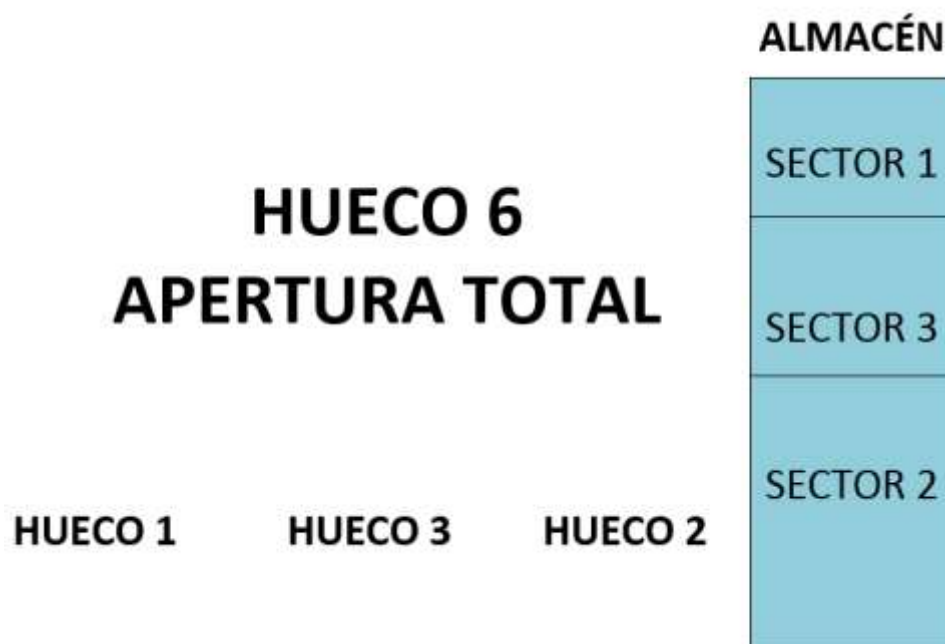 ALMACÉN
SECTOR 1
HUECO 6
APERTURA TOTAL
SECTOR 3
SECTOR 2
HUECO 1 HUECO 3 HUECO 2